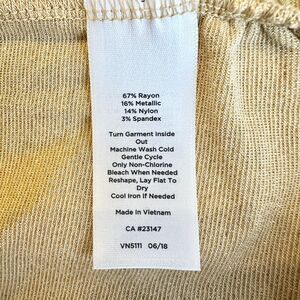 67% Rayon
16% Metallic
14% Nylon
3% Spandex
Turn Garment Inside
Out
Machine Wash Cold
Gentle Cycle
Only Non-Chlorine
Bleach When Needed
Reshape, Lay Flat To
Dry
Cool Iron If Needed
Made In Vietnam
CA #23147
VN5111 06/18